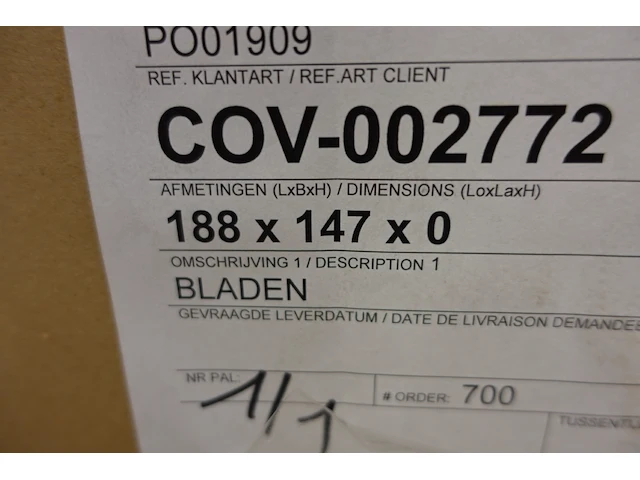 PO01909
REF. KLANTART / REF.ART CLIENT
COV-002772
AFMETINGEN (LxBxH) / DIMENSIONS (LoxLaxH)
188 x 147 x 0
OMSCHRIJVING 1 / DESCRIPTION 1
BLADEN
GEVRAAGDE LEVERDATUM / DATE DE LIVRAISON DEMANDEE
NR PAL:
1/1
# ORDER: 700